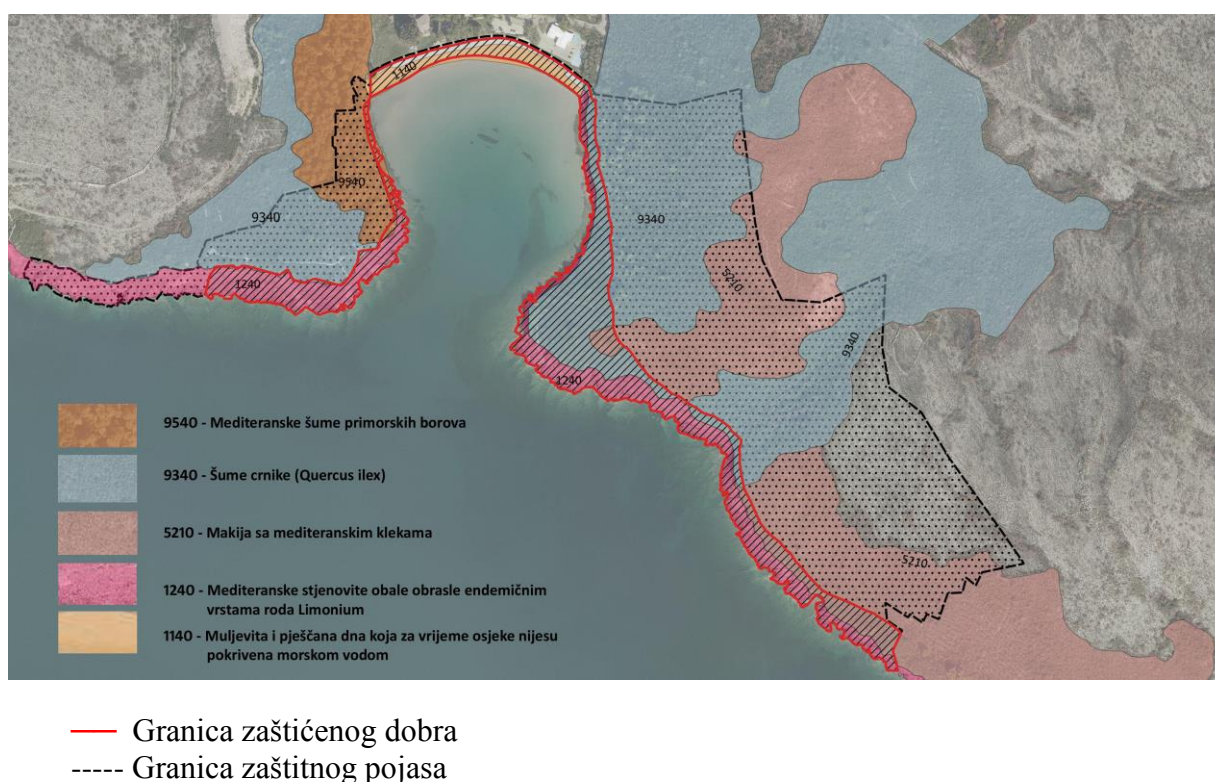 1140
9540
9340
9340
5210
1240
9340
1240
5210
9540 - Mediteranske šume primorskih borova
9340 - Šume crnike (Quercus ilex)
5210 - Makija sa mediteranskim klekama
1240 - Mediteranske stjenovite obale obrasle endemičnim
vrstama roda Limonium
1140 - Muljevita i pješčana dna koja za vrijeme osjeke nijesu
pokrivena morskom vodom
Granica zaštićenog dobra
Granica zaštitnog pojasa